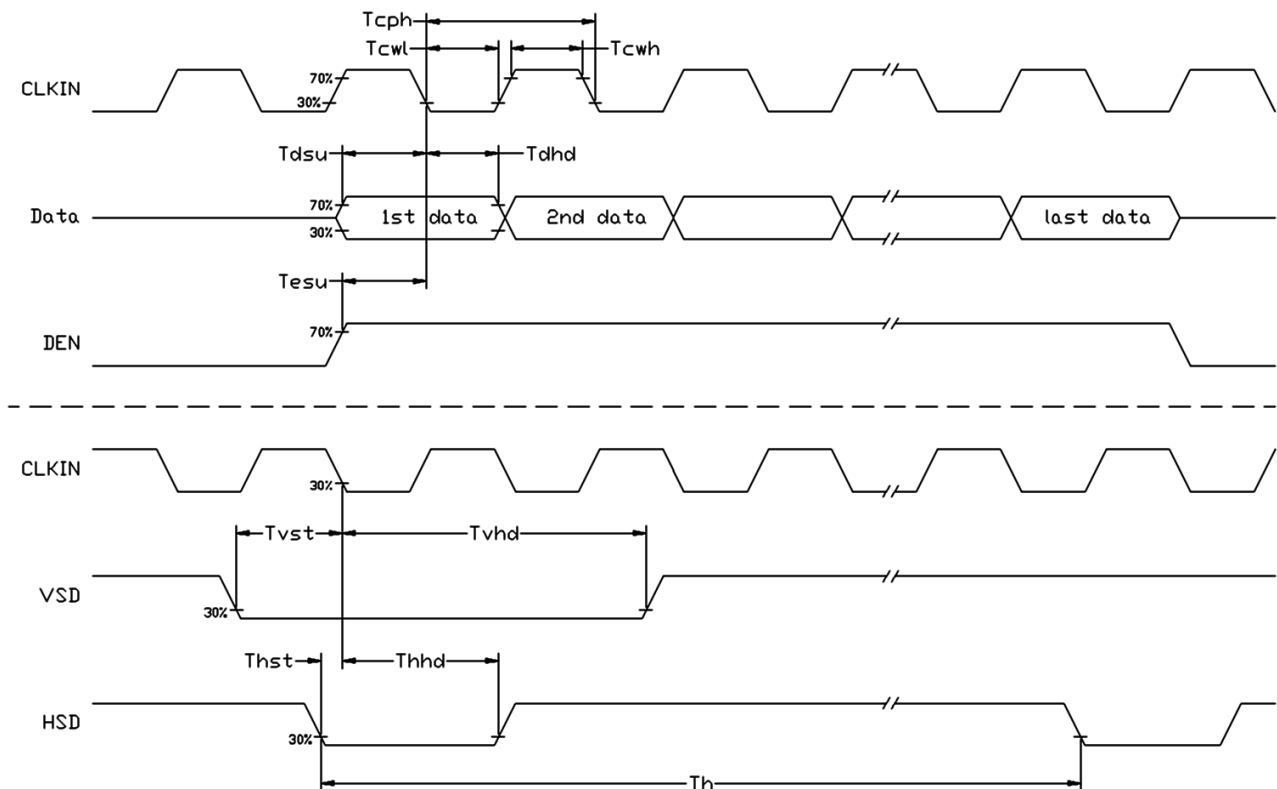 Tcph
Tcwl Tcwh
CLKIN 70%
30%
Tdsu Tdhd
Data 70% 1st data 2nd data last data
30%
Tesu
DEN 70%
CLKIN 30%
Tvst Tvhd
VSD 30%
Thst Thhd
HSD 30%
Th